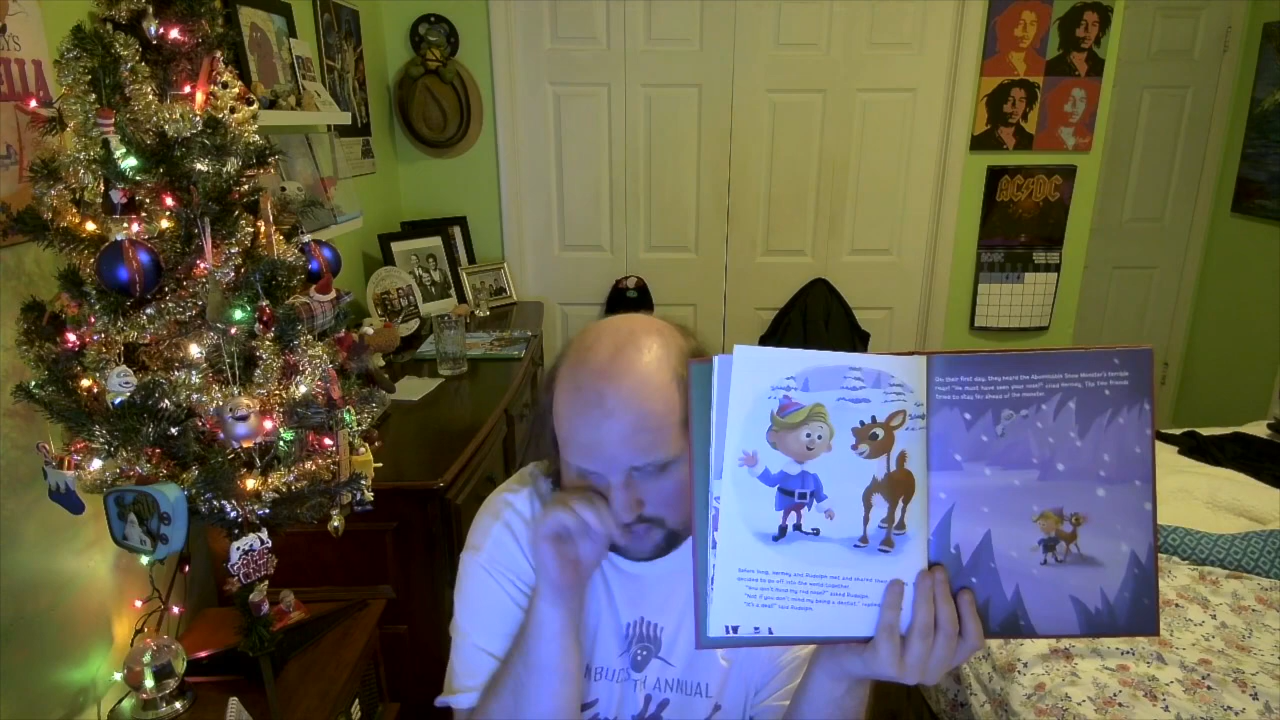 AC/DC
Before long, Hermey and Rudolph met and shared their
decided to go off into the world together.
"You don't mind my red nose?" asked Rudolph.
"Not if you don't mind my being a dentist," replied
"It's a deal!" said Rudolph.
On their first day, they heard the Abominable Snow Monster's terrible
roar! "He must have seen your nose!" cried Hermey. The two friends
tried to stay far ahead of the monster.
ANNUAL